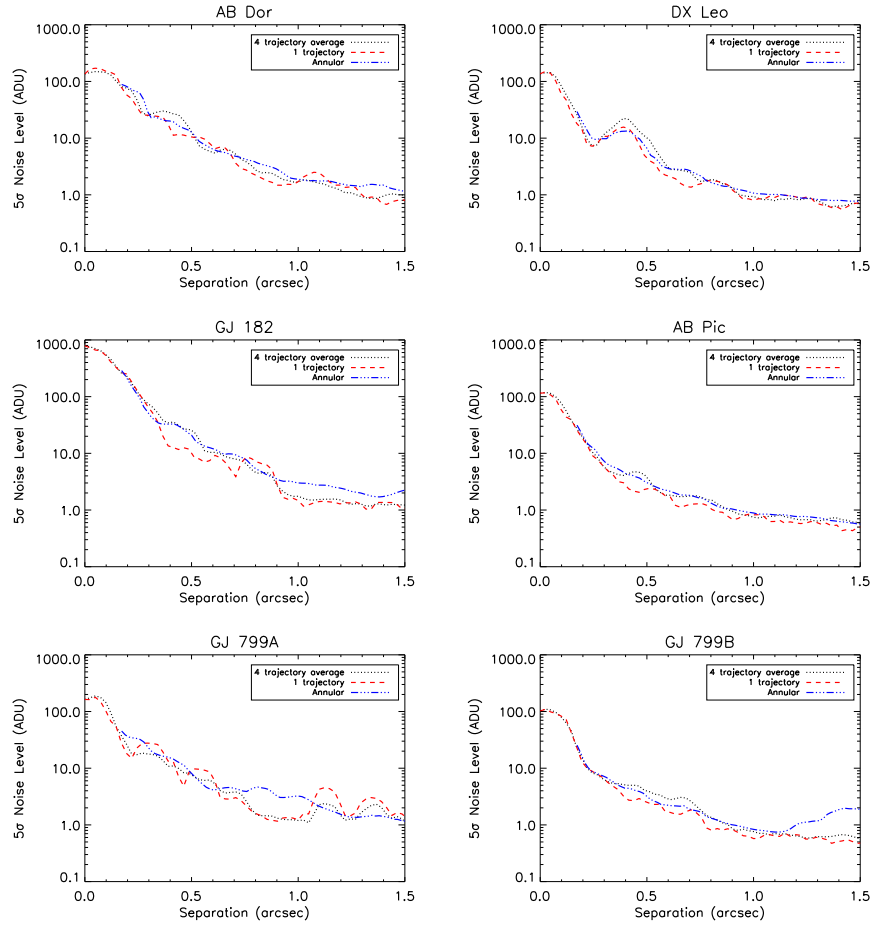 AB Dor
1000.0
100.0
10.0
1.0
0.1
5σ Noise Level (ADU)
4 trajectory average
1 trajectory
Annular
0.0 0.5 1.0 1.5
Separation (arcsec)
DX Leo
1000.0
100.0
10.0
1.0
0.1
5σ Noise Level (ADU)
4 trajectory average
1 trajectory
Annular
0.0 0.5 1.0 1.5
Separation (arcsec)
GJ 182
1000.0
100.0
10.0
1.0
0.1
5σ Noise Level (ADU)
4 trajectory average
1 trajectory
Annular
0.0 0.5 1.0 1.5
Separation (arcsec)
AB Pic
1000.0
100.0
10.0
1.0
0.1
5σ Noise Level (ADU)
4 trajectory average
1 trajectory
Annular
0.0 0.5 1.0 1.5
Separation (arcsec)
GJ 799A
1000.0
100.0
10.0
1.0
0.1
5σ Noise Level (ADU)
4 trajectory average
1 trajectory
Annular
0.0 0.5 1.0 1.5
Separation (arcsec)
GJ 799B
1000.0
100.0
10.0
1.0
0.1
5σ Noise Level (ADU)
4 trajectory average
1 trajectory
Annular
0.0 0.5 1.0 1.5
Separation (arcsec)